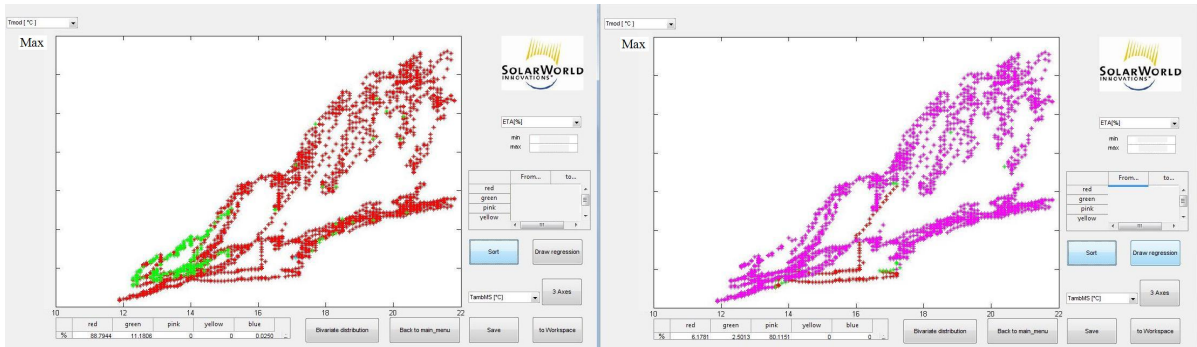 Tmod [ °C ]
Max
SOLARWORLD
INNOVATIONS
ETA[%]
min
max
From... to...
red
green
pink
yellow
Sort Draw regression
3 Axes
TambMS [°C]
10 12 14 16 18 20 22
red green pink yellow blue
% 88.7944 11.1806 0 0 0.0250
Bivariate distribution Back to main_menu Save to Workspace
Tmod [ °C ]
Max
SOLARWORLD
INNOVATIONS
ETA[%]
min
max
From... to...
red
green
pink
yellow
Sort Draw regression
3 Axes
TambMS [°C]
10 12 14 16 18 20 22
red green pink yellow blue
% 6.1781 2.5013 80.1151 0 0
Bivariate distribution Back to main_menu Save to Workspace